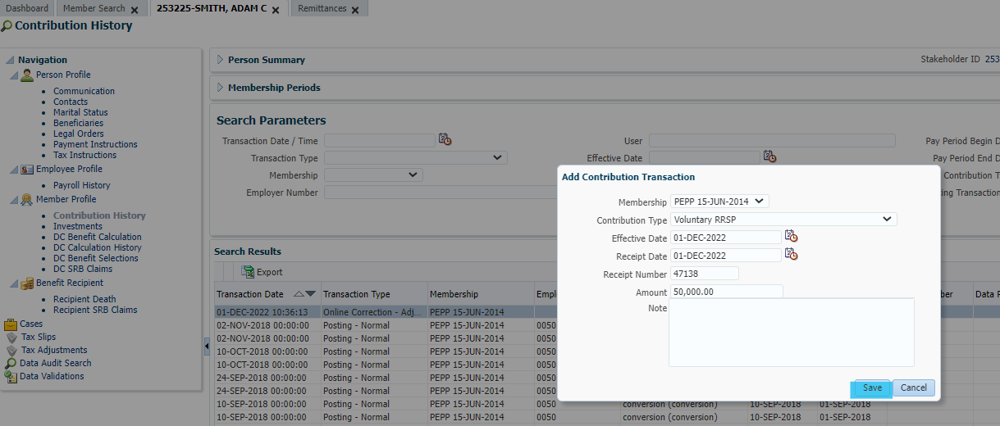 Dashboard Member Search 253225-SMITH, ADAM C Remittances
Contribution History
Navigation
Person Profile
Communication
Contacts
Marital Status
Beneficiaries
Legal Orders
Payment Instructions
Tax Instructions
Employee Profile
Payroll History
Member Profile
Contribution History
Investments
DC Benefit Calculation
DC Calculation History
DC Benefit Selections
DC SRB Claims
Benefit Recipient
Recipient Death
Recipient SRB Claims
Cases
Tax Slips
Tax Adjustments
Data Audit Search
Data Validations
Person Summary Stakeholder ID 253
Membership Periods
Search Parameters
Transaction Date / Time User Pay Period Begin D
Transaction Type Effective Date Pay Period End D
Membership Contribution T
Employer Number ing Transaction
Add Contribution Transaction
Membership PEPP 15-JUN-2014
Contribution Type Voluntary RRSP
Effective Date 01-DEC-2022
Receipt Date 01-DEC-2022
Receipt Number 47138
Amount 50,000.00
Note
Save Cancel
Search Results
Export
Transaction Date Transaction Type Membership Emplo ber Data P
01-DEC-2022 10:36:13 Online Correction - Adj... PEPP 15-JUN-2014
02-NOV-2018 00:00:00 Posting - Normal PEPP 15-JUN-2014 0050
02-NOV-2018 00:00:00 Posting - Normal PEPP 15-JUN-2014 0050
10-OCT-2018 00:00:00 Posting - Normal PEPP 15-JUN-2014 0050
10-OCT-2018 00:00:00 Posting - Normal PEPP 15-JUN-2014 0050
24-SEP-2018 00:00:00 Posting - Normal PEPP 15-JUN-2014 0050
24-SEP-2018 00:00:00 Posting - Normal PEPP 15-JUN-2014 0050
10-SEP-2018 00:00:00 Posting - Normal PEPP 15-JUN-2014 0050 conversion (conversion) 10-SEP-2018 01-SEP-2018
10-SEP-2018 00:00:00 Posting - Normal PEPP 15-JUN-2014 0050 conversion (conversion) 10-SEP-2018 01-SEP-2018